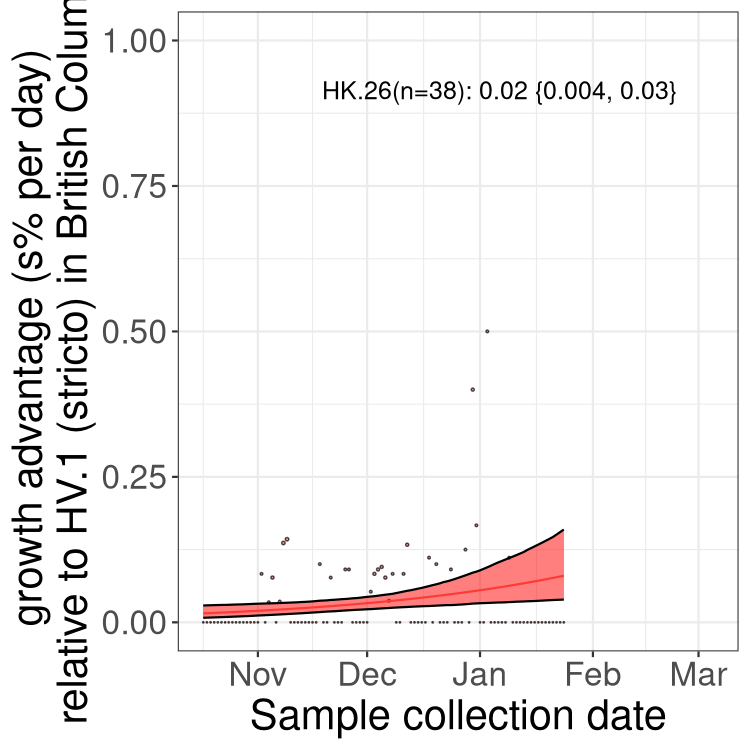 growth advantage (s% per day)
relative to HV.1 (stricto) in British Colum
1.00
0.75
0.50
0.25
0.00
HK.26(n=38): 0.02 {0.004, 0.03}
Nov Dec Jan Feb Mar
Sample collection date